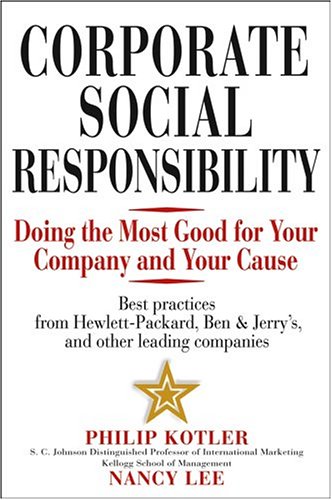 CORPORATE
SOCIAL
RESPONSIBILITY
Doing the Most Good for Your
Company and Your Cause
Best practices
from Hewlett-Packard, Ben & Jerry's,
and other leading companies
PHILIP KOTLER
S. C. Johnson Distinguished Professor of International Marketing
Kellogg School of Management
NANCY LEE